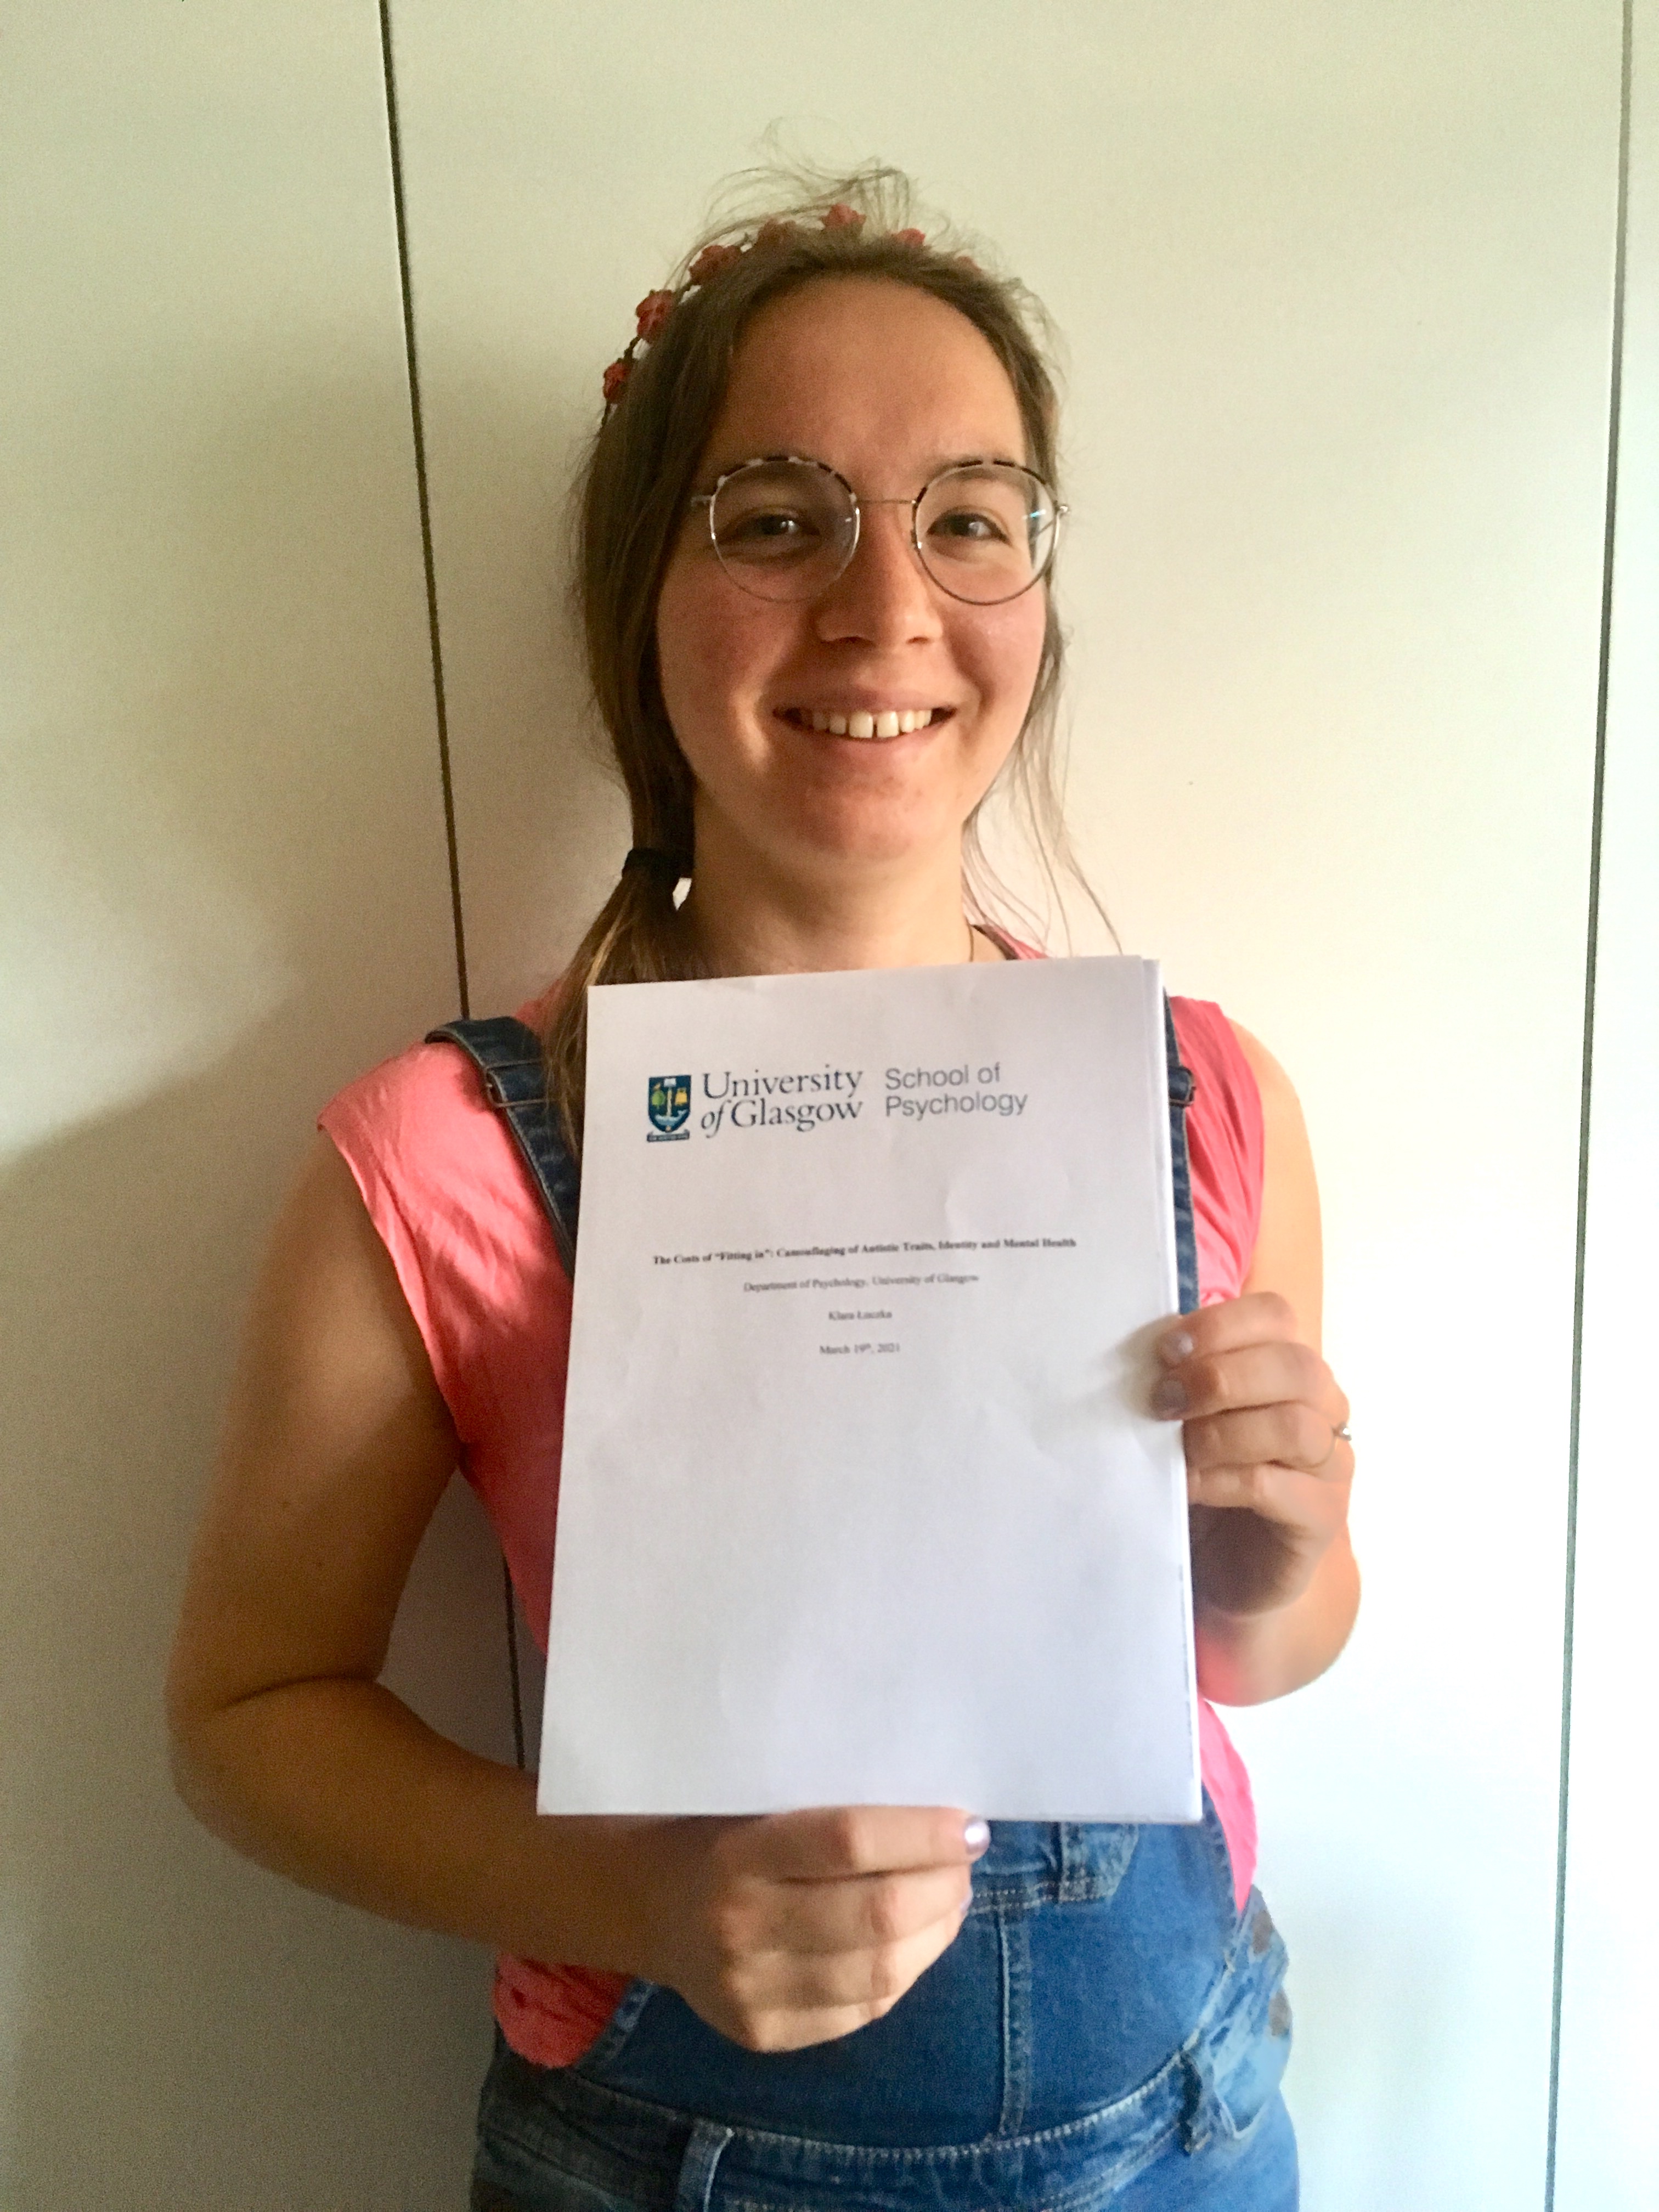 University
of Glasgow
School of
Psychology
The Costs of “Fitting in”: Camouflaging of Autistic Traits, Identity and Mental Health
Department of Psychology, University of Glasgow
Klara Łuczka
March 19th, 2021